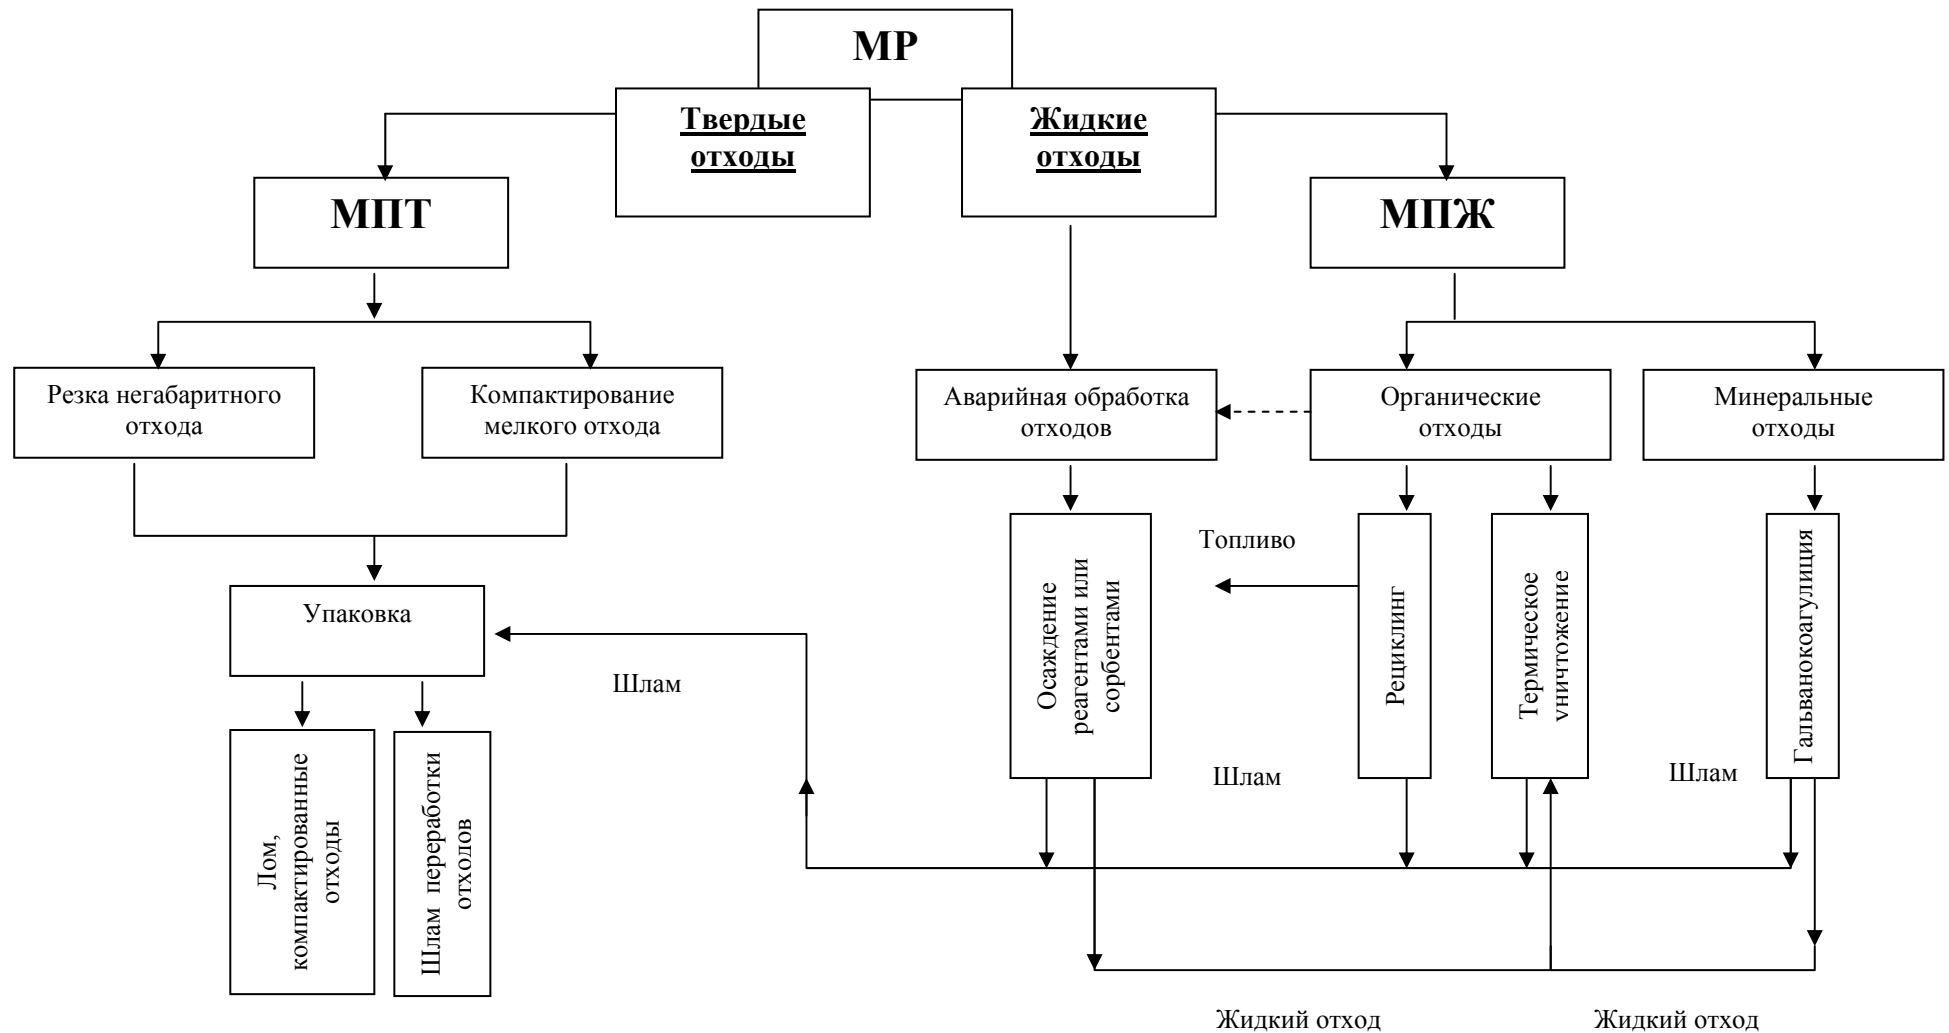 МР
Твердые
отходы
Жидкие
отходы
МПТ
МПЖ
Резка негабаритного
отхода
Компактирование
мелкого отхода
Аварийная обработка
отходов
Органические
отходы
Минеральные
отходы
Топливо
Осаждение
реагентами или
сорбентами
Рециклинг
Термическое
уничтожение
Гальванокоагулиция
Упаковка
Шлам
Шлам
Шлам
Лом,
компактированные
отходы
Шлам переработки
отходов
Жидкий отход
Жидкий отход